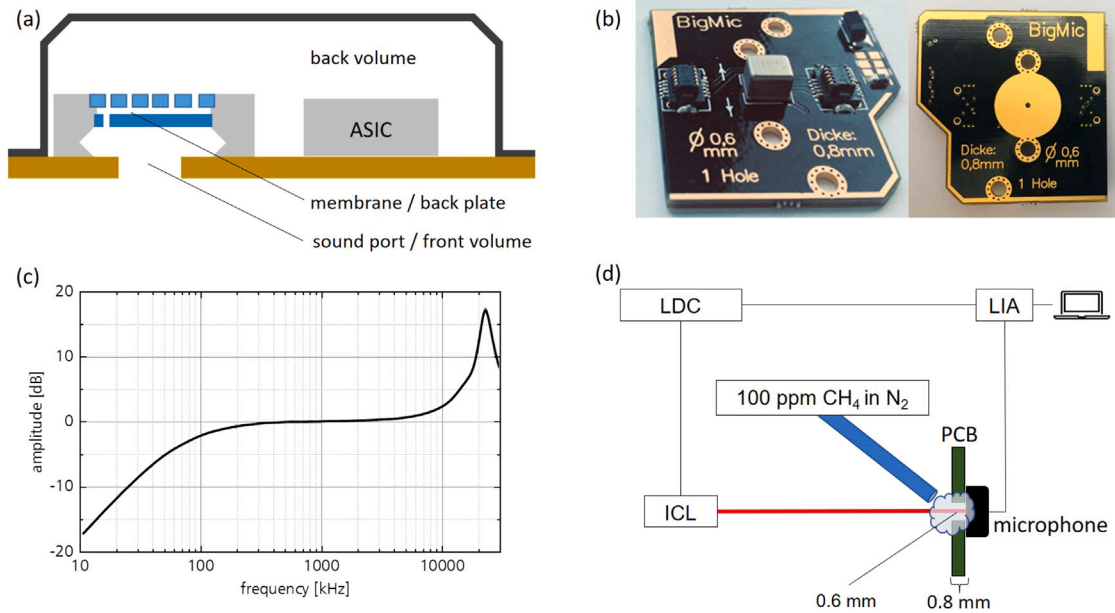 (a)
back volume
ASIC
membrane / back plate
sound port / front volume
(b)
BigMic
Ø 0,6
mm
Dicke:
0,8mm
1 Hole
BigMic
Dicke:
0,8mm
Ø 0,6
mm
1 Hole
(c)
20
10
0
-10
-20
amplitude [dB]
10
100
1000
10000
frequency [kHz]
(d)
LDC
LIA
100 ppm CH₄ in N₂
PCB
ICL
microphone
0.6 mm
0.8 mm